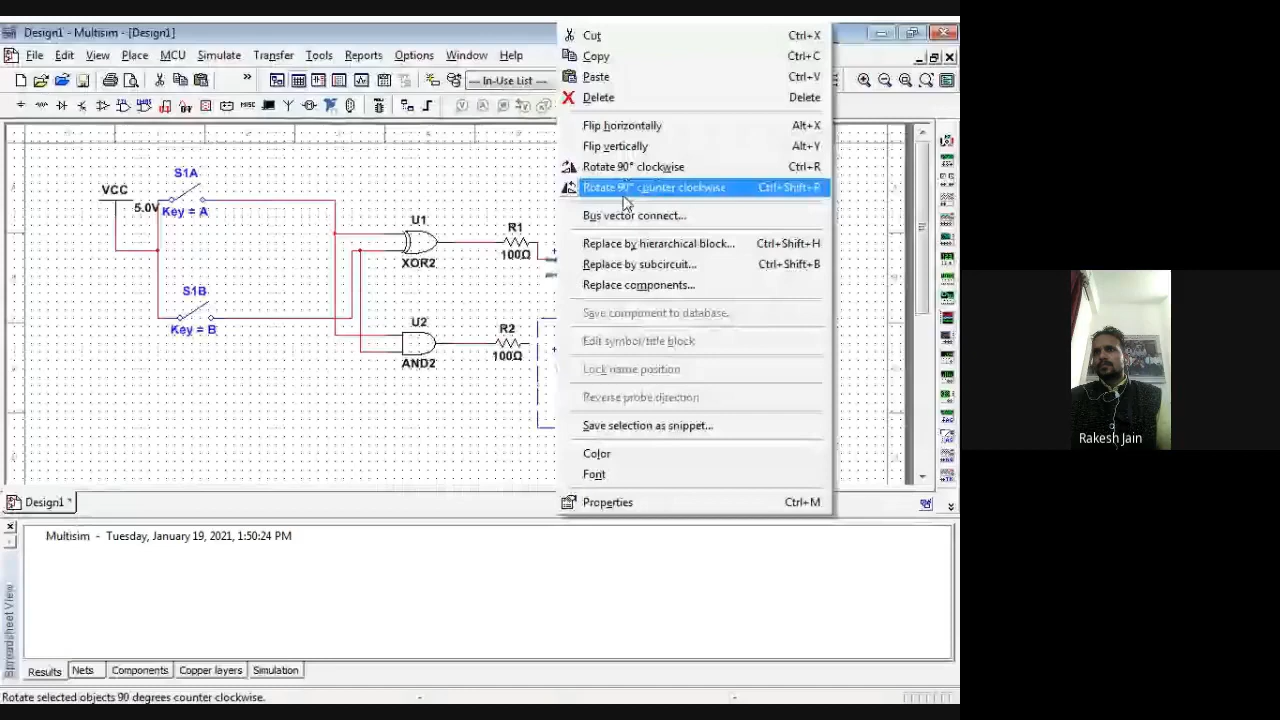 Design1 - Multisim - [Design1]
File Edit View Place MCU Simulate Transfer Tools Reports Options Window Help
--- In-Use List ---
Cut Ctrl+X
Copy Ctrl+C
Paste Ctrl+V
Delete Delete
Flip horizontally Alt+X
Flip vertically Alt+Y
Rotate 90° clockwise Ctrl+R
Rotate 90° counter clockwise Ctrl+Shift+R
Bus vector connect...
Replace by hierarchical block... Ctrl+Shift+H
Replace by subcircuit... Ctrl+Shift+B
Replace components...
Save component to database.
Edit symbol/title block
Lock name position
Reverse probe direction
Save selection as snippet...
Color
Font
Properties Ctrl+M
S1A
VCC
5.0V
Key = A
U1
XOR2
R1
100Ω
S1B
Key = B
U2
AND2
R2
100Ω
Design1 *
Multisim - Tuesday, January 19, 2021, 1:50:24 PM
Spreadsheet View
Results Nets Components Copper layers Simulation
Rotate selected objects 90 degrees counter clockwise.
Rakesh Jain